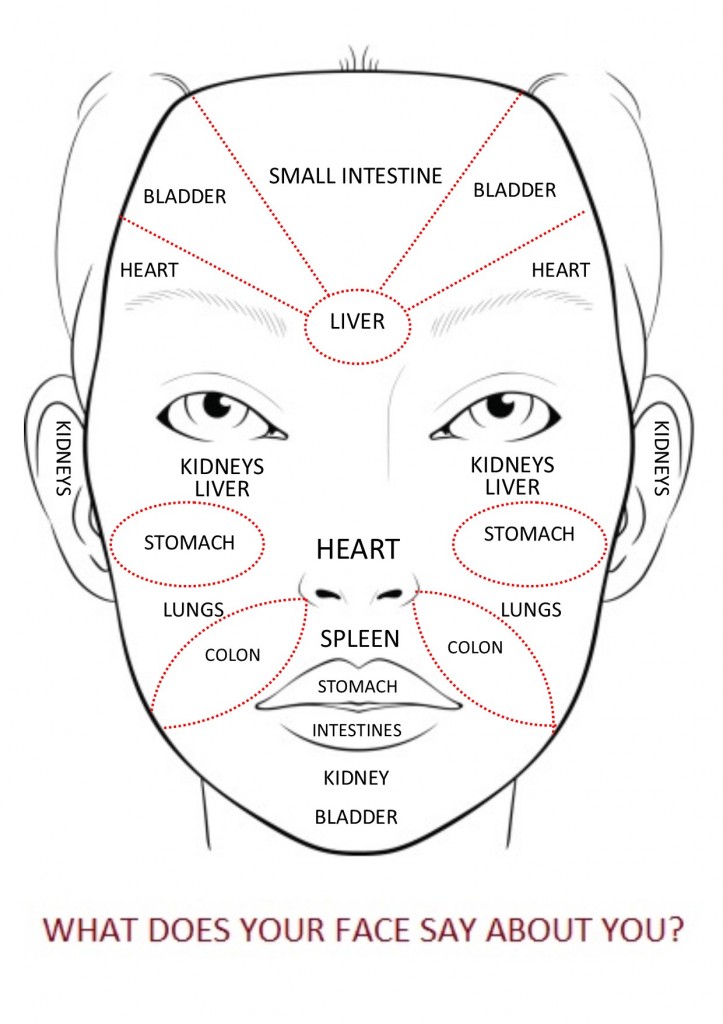 SMALL INTESTINE
BLADDER
BLADDER
HEART
HEART
LIVER
KIDNEYS
KIDNEYS
KIDNEYS
LIVER
KIDNEYS
LIVER
STOMACH
STOMACH
HEART
LUNGS
LUNGS
SPLEEN
COLON
COLON
STOMACH
INTESTINES
KIDNEY
BLADDER
WHAT DOES YOUR FACE SAY ABOUT YOU?